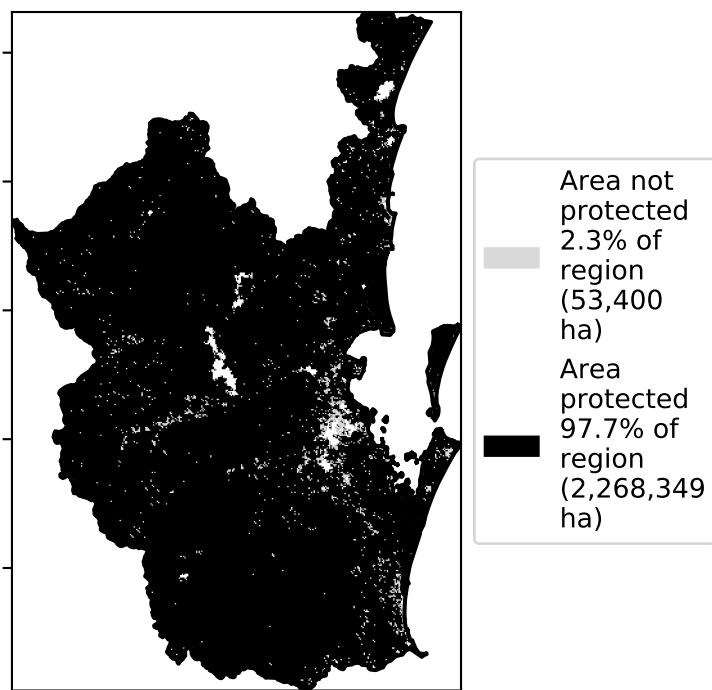 Area not
protected
2.3% of
region
(53,400
ha)
Area
protected
97.7% of
region
(2,268,349
ha)